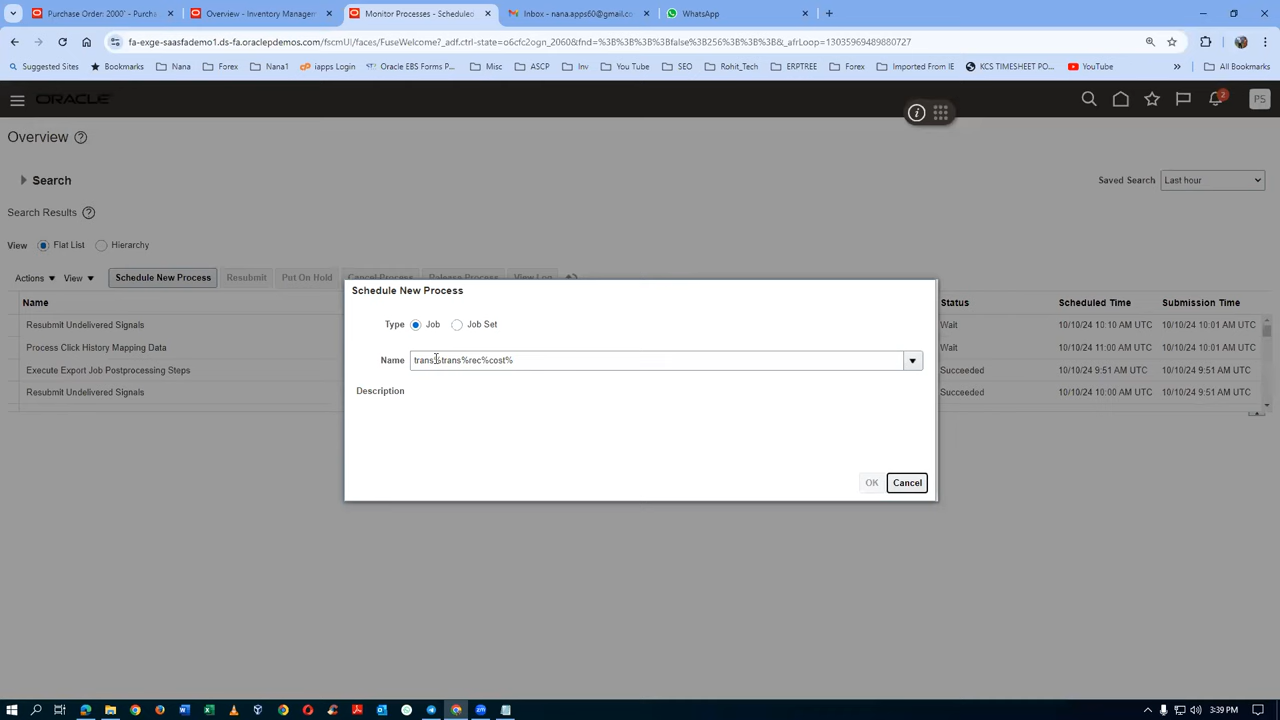 Purchase Order: 2000' - Purcha
Overview - Inventory Managem
Monitor Processes - Scheduled
Inbox - nana.apps60@gmail.co
WhatsApp
fa-exge-saasfademo1.ds-fa.oraclepdemos.com/fscmUI/faces/FuseWelcome?_adf.ctrl-state=o6cfc2ogn_2060&fnd=%3B%3B%3B%3Bfalse%3B256%3B%3B%3B&_afrLoop=13035969489880727
Suggested Sites
Bookmarks
Nana
Forex
Nana1
iapps Login
Oracle EBS Forms P...
Misc
ASCP
Inv
You Tube
SEO
Rohit_Tech
ERPTREE
Forex
Imported From IE
KCS TIMESHEET PO...
YouTube
All Bookmarks
ORACLE
2
PS
Overview
Search
Saved Search
Last hour
Search Results
View
Flat List
Hierarchy
Actions
View
Schedule New Process
Resubmit
Put On Hold
Cancel Process
Release Process
View Log
Name
Status
Scheduled Time
Submission Time
Resubmit Undelivered Signals
Wait
10/10/24 10:10 AM UTC
10/10/24 10:01 AM UTC
Process Click History Mapping Data
Wait
10/10/24 11:00 AM UTC
10/10/24 10:01 AM UTC
Execute Export Job Postprocessing Steps
Succeeded
10/10/24 9:51 AM UTC
10/10/24 9:51 AM UTC
Resubmit Undelivered Signals
Succeeded
10/10/24 10:00 AM UTC
10/10/24 9:51 AM UTC
Schedule New Process
Type
Job
Job Set
Name
trans%trans%rec%cost%
Description
OK
Cancel
3:39 PM